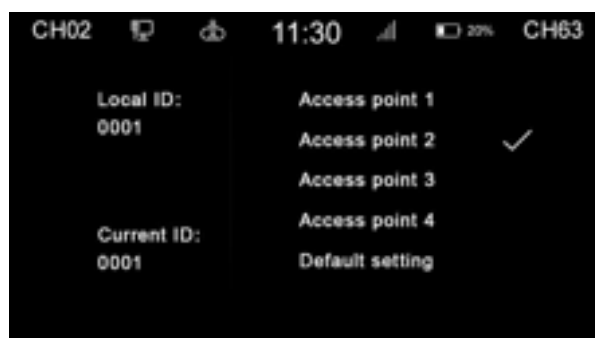 CH02 11:30 20% CH63
Local ID:
0001
Current ID:
0001
Access point 1
Access point 2
Access point 3
Access point 4
Default setting